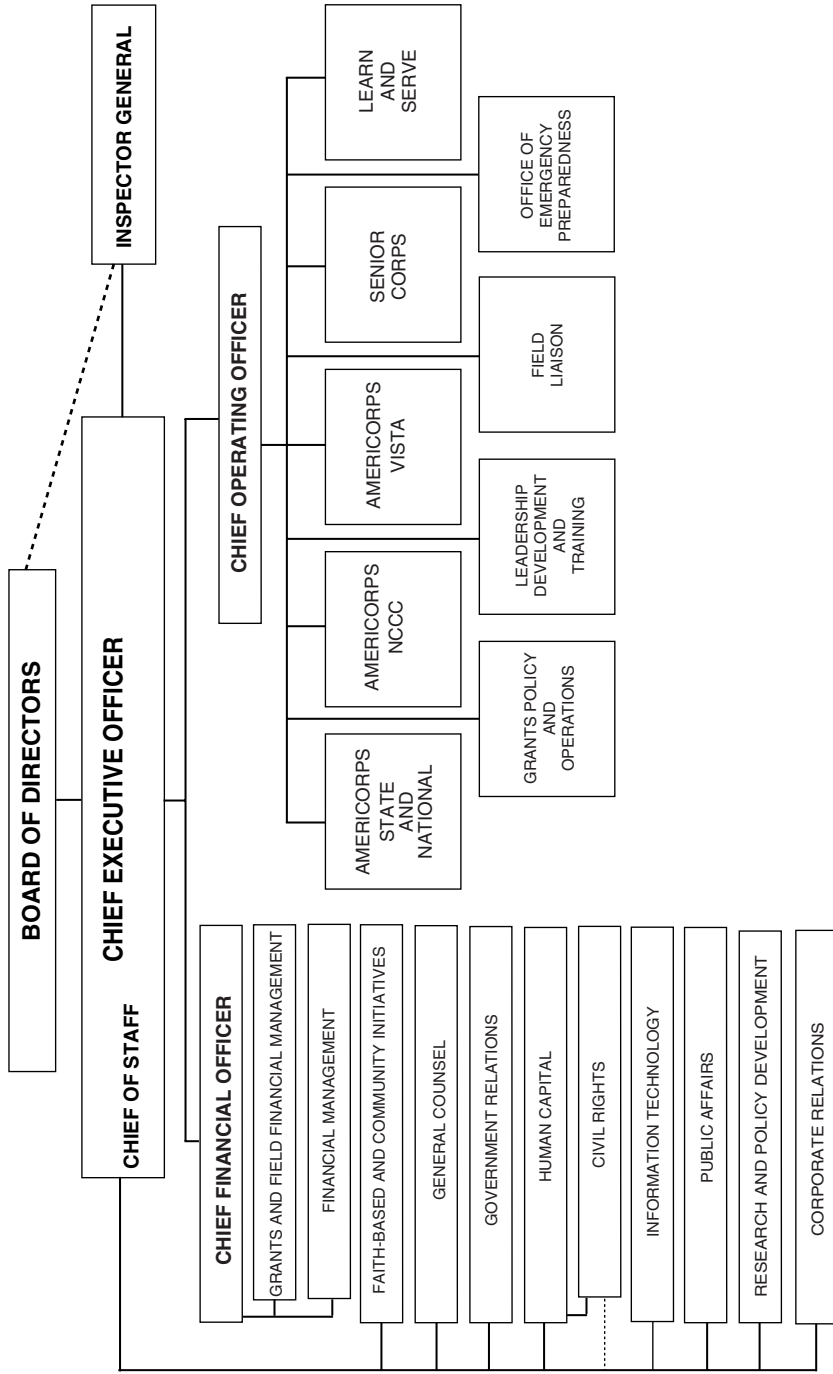 BOARD OF DIRECTORS
INSPECTOR GENERAL
CHIEF EXECUTIVE OFFICER
CHIEF OF STAFF
CHIEF FINANCIAL OFFICER
GRANTS AND FIELD FINANCIAL MANAGEMENT
FINANCIAL MANAGEMENT
FAITH-BASED AND COMMUNITY INITIATIVES
GENERAL COUNSEL
GOVERNMENT RELATIONS
HUMAN CAPITAL
CIVIL RIGHTS
INFORMATION TECHNOLOGY
PUBLIC AFFAIRS
RESEARCH AND POLICY DEVELOPMENT
CORPORATE RELATIONS
CHIEF OPERATING OFFICER
AMERICORPS
STATE
AND
NATIONAL
AMERICORPS
NCCC
AMERICORPS
VISTA
SENIOR
CORPS
LEARN
AND
SERVE
GRANTS POLICY
AND
OPERATIONS
LEADERSHIP
DEVELOPMENT
AND
TRAINING
FIELD
LIAISON
OFFICE OF
EMERGENCY
PREPAREDNESS